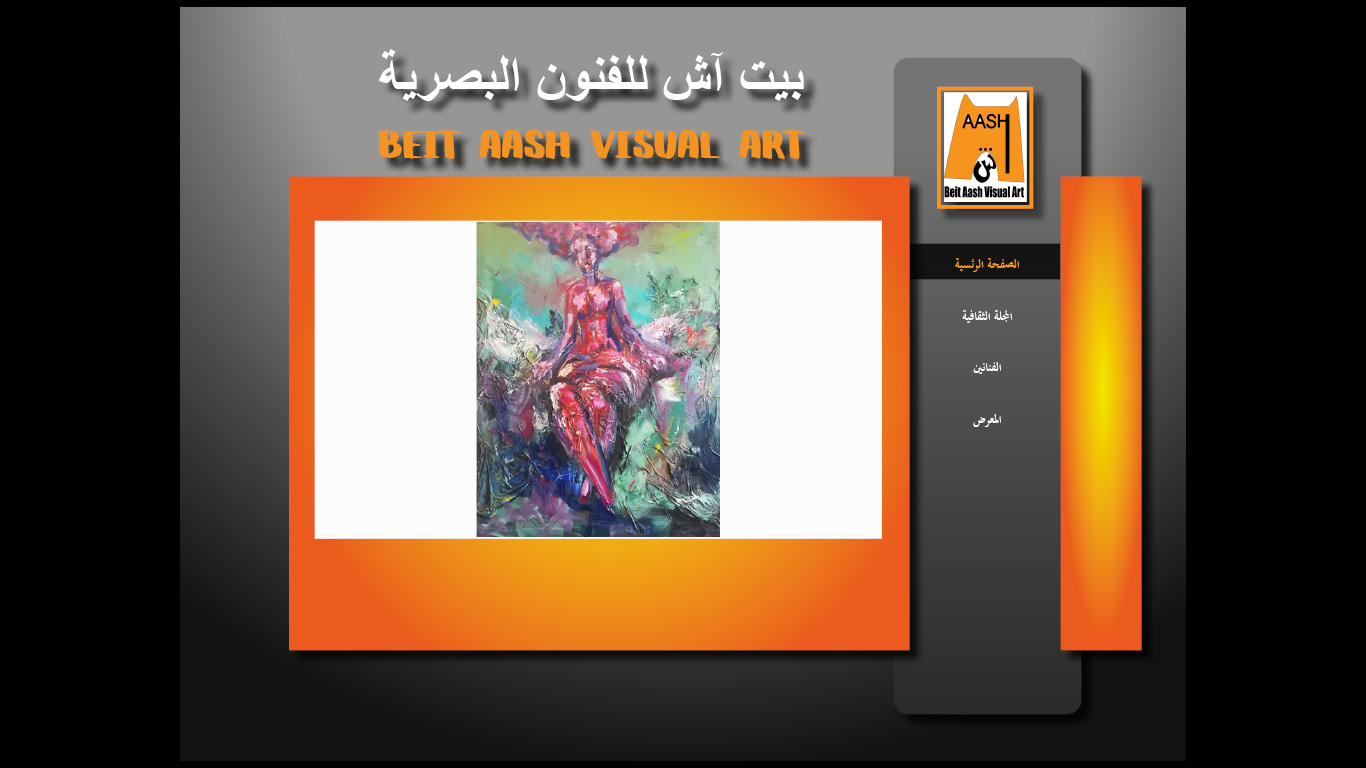 بيت آش للفنون البصرية
BEIT AASH VISUAL ART
AASH
آش
Beit Aash Visual Art
الصفحة الرئسية
المجلة الثقافية
الفنانين
المعرض